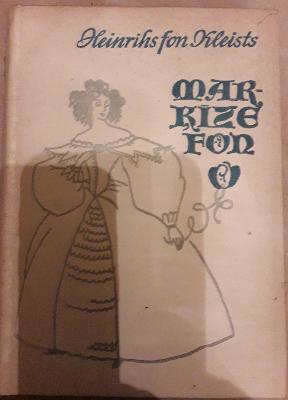 Heinrihs fon Kleists
MAR-
KIZE
FON
O